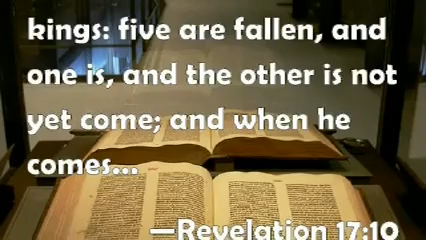 kings: five are fallen, and
one is, and the other is not
yet come; and when he
comes...
—Revelation 17:10